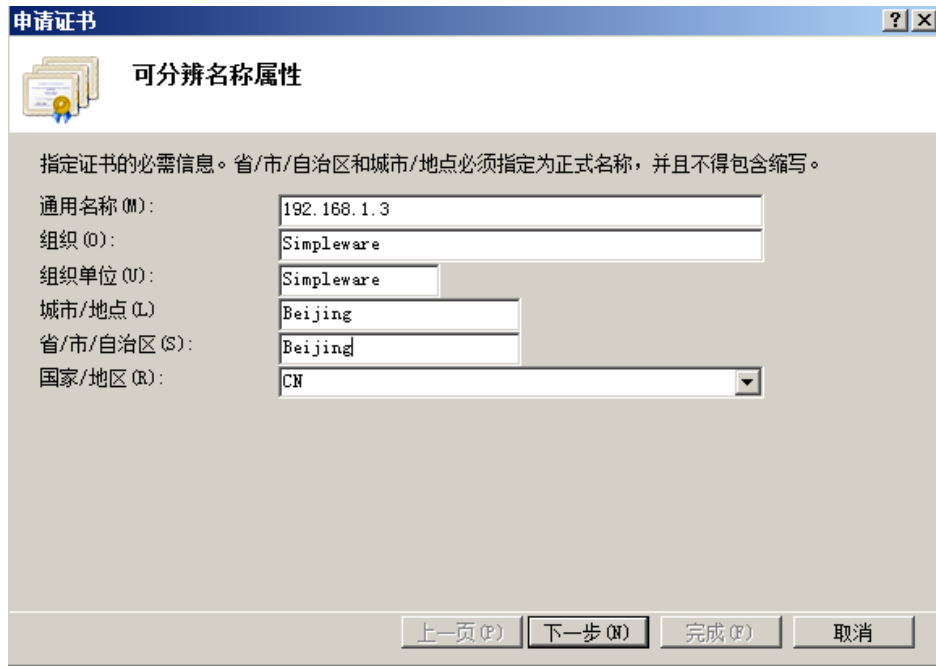 申请证书
可分辨名称属性
指定证书的必需信息。省/市/自治区和城市/地点必须指定为正式名称，并且不得包含缩写。
通用名称(M): 192.168.1.3
组织(O): Simpleware
组织单位(U): Simpleware
城市/地点(L) Beijing
省/市/自治区(S): Beijing
国家/地区(R): CN
上一页(P) 下一步(N) 完成(F) 取消